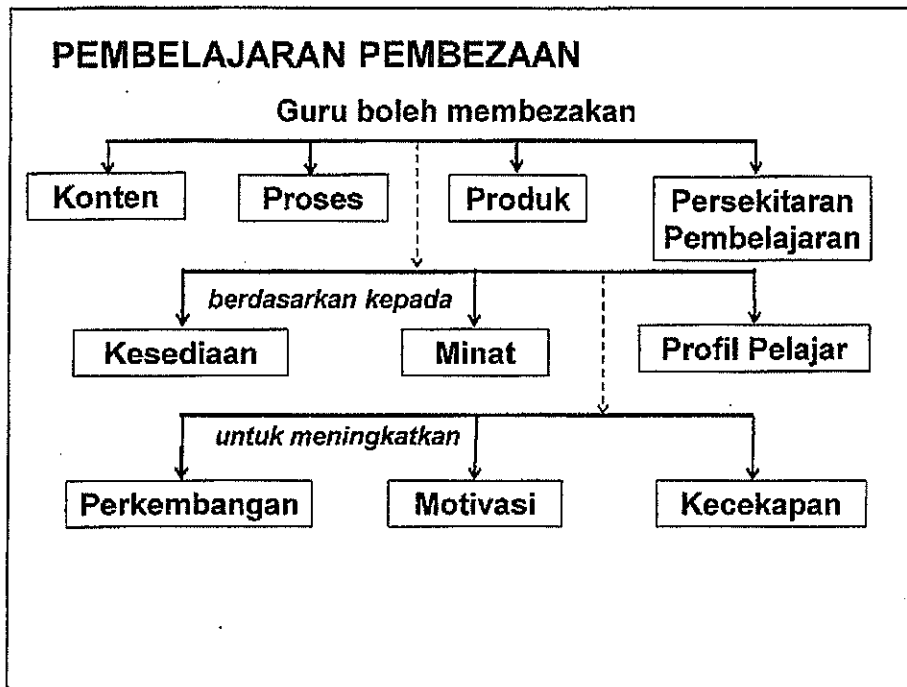 PEMBELAJARAN PEMBEZAAN
Guru boleh membezakan
Konten
Proses
Produk
Persekitaran
Pembelajaran
berdasarkan kepada
Kesediaan
Minat
Profil Pelajar
untuk meningkatkan
Perkembangan
Motivasi
Kecekapan